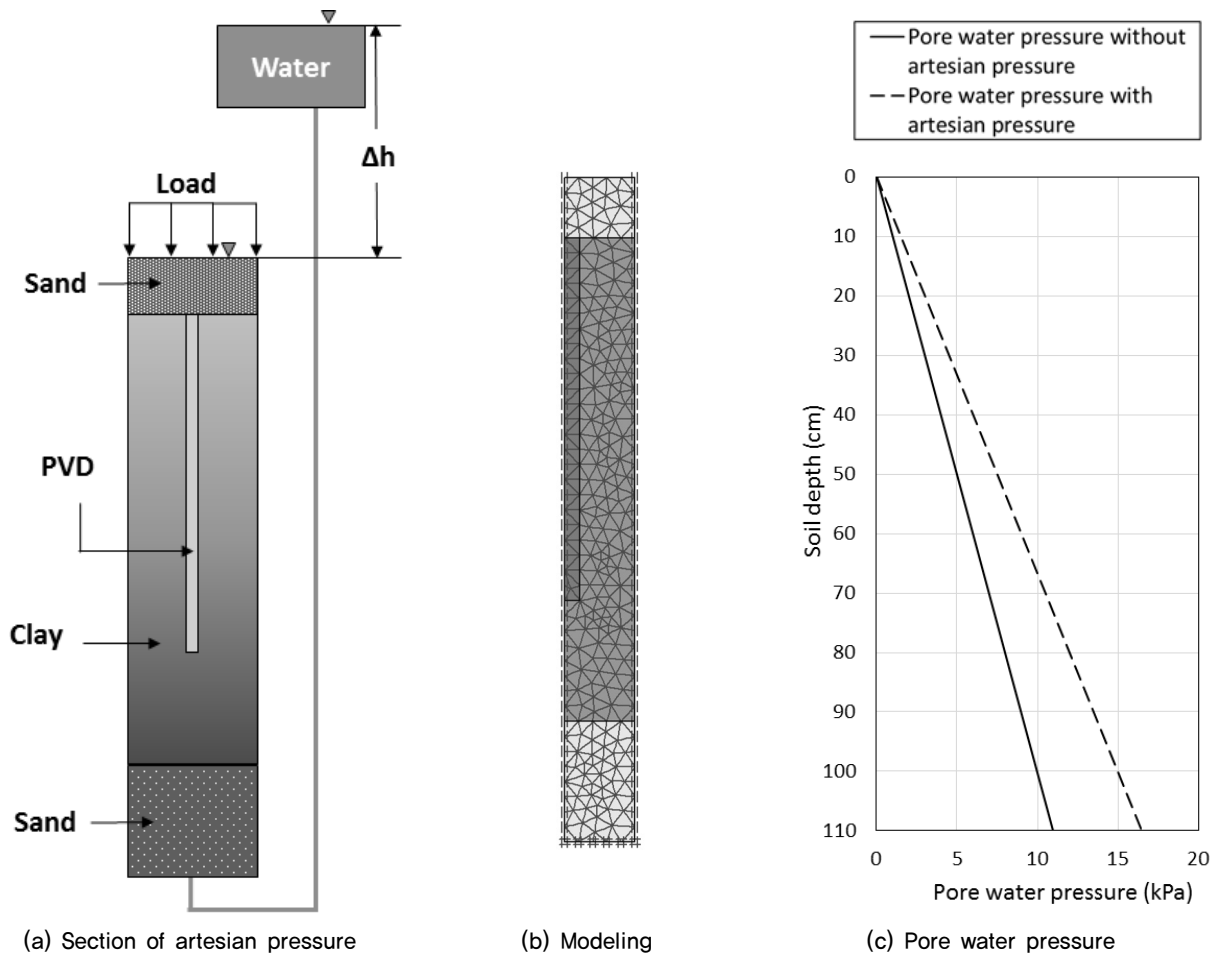 Water
Δh
Load
Sand
PVD
Clay
Sand
(a) Section of artesian pressure
(b) Modeling
Pore water pressure without
artesian pressure
Pore water pressure with
artesian pressure
Soil depth (cm)
0
10
20
30
40
50
60
70
80
90
100
110
0 5 10 15 20
Pore water pressure (kPa)
(c) Pore water pressure